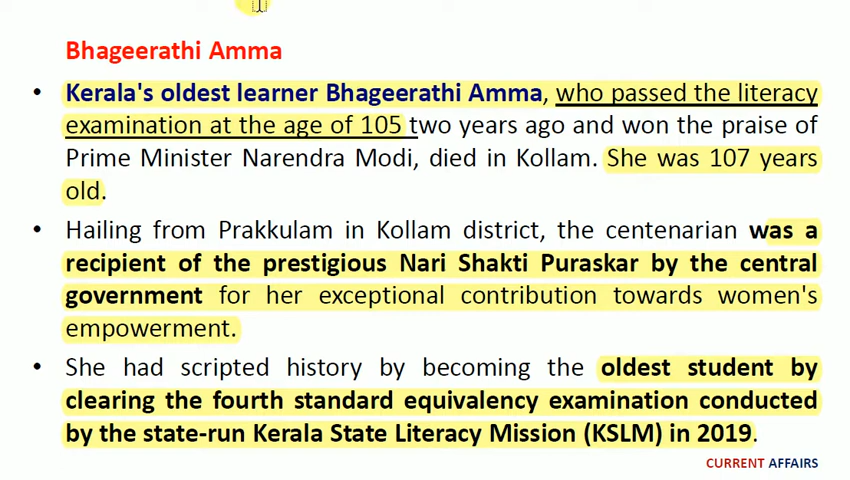 Bhageerathi Amma
• Kerala's oldest learner Bhageerathi Amma, who passed the literacy
examination at the age of 105 two years ago and won the praise of
Prime Minister Narendra Modi, died in Kollam. She was 107 years
old.
• Hailing from Prakkulam in Kollam district, the centenarian was a
recipient of the prestigious Nari Shakti Puraskar by the central
government for her exceptional contribution towards women's
empowerment.
• She had scripted history by becoming the oldest student by
clearing the fourth standard equivalency examination conducted
by the state-run Kerala State Literacy Mission (KSLM) in 2019.
CURRENT AFFAIRS